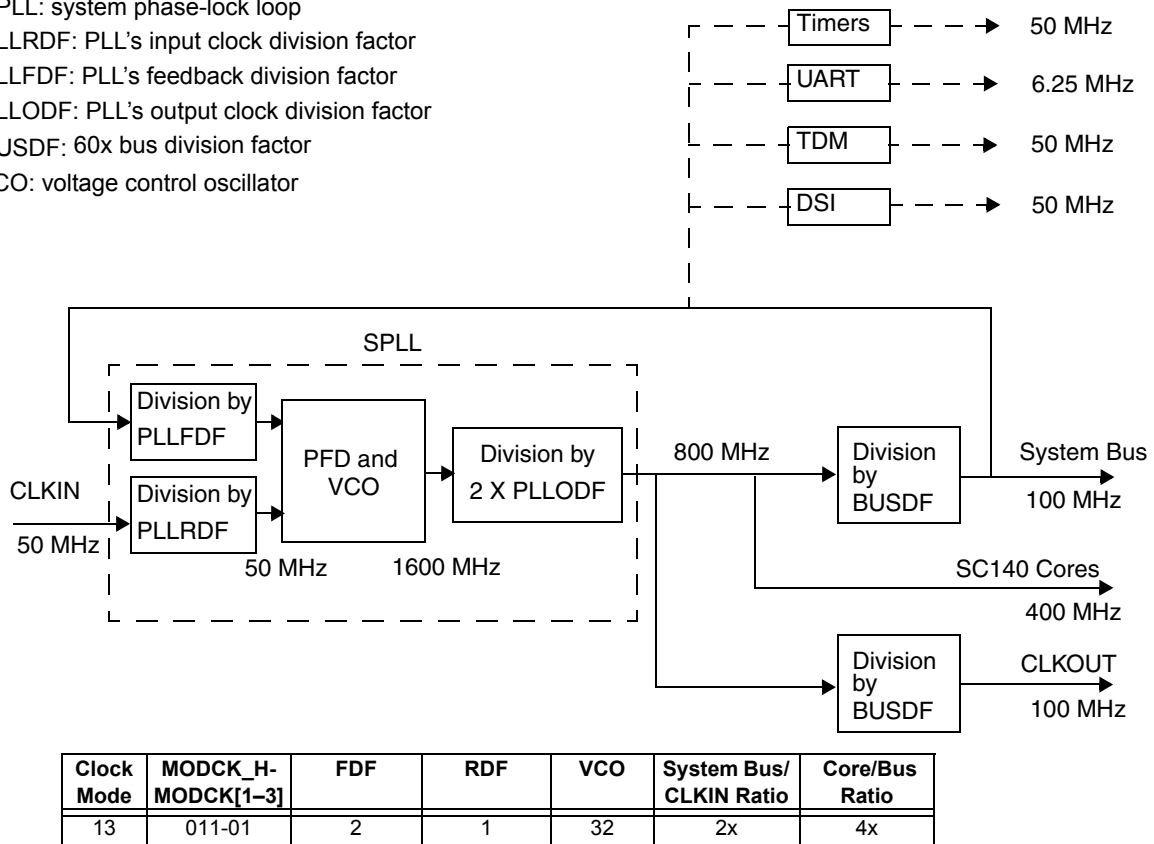 PLL: system phase-lock loop
LLRDF: PLL's input clock division factor
LLFDF: PLL's feedback division factor
LLODF: PLL's output clock division factor
USDF: 60x bus division factor
CO: voltage control oscillator
Timers
50 MHz
UART
6.25 MHz
TDM
50 MHz
DSI
50 MHz
SPLL
Division by
PLLFDF
PFD and
VCO
Division by
2 X PLLODF
800 MHz
Division
by
BUSDF
System Bus
100 MHz
CLKIN
50 MHz
Division by
PLLRDF
50 MHz
1600 MHz
SC140 Cores
400 MHz
Division
by
BUSDF
CLKOUT
100 MHz
Clock Mode MODCK_H-MODCK[1–3] FDF RDF VCO System Bus/CLKIN Ratio Core/Bus Ratio
13 011-01 2 1 32 2x 4x